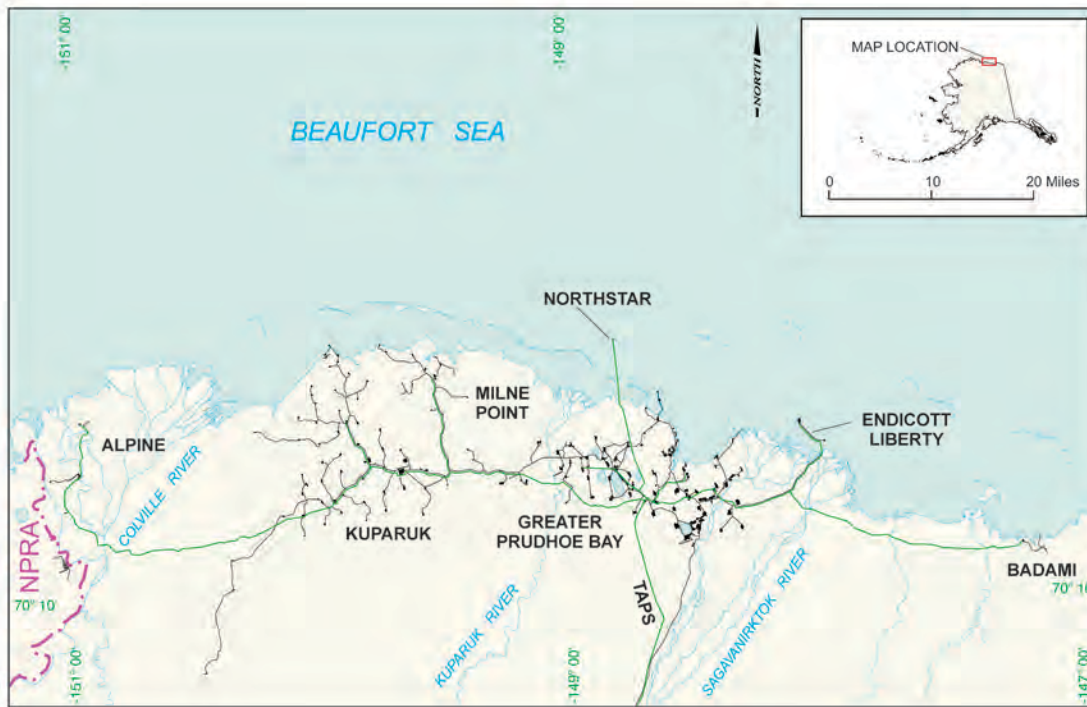 -151° 00'
-149° 00'
NORTH
MAP LOCATION
0 10 20 Miles
BEAUFORT SEA
NORTHSTAR
MILNE
POINT
ENDICOTT
LIBERTY
ALPINE
COLVILLE RIVER
KUPARUK
GREATER
PRUDHOE BAY
BADAMI
NPRA
70° 10'
70° 10'
TAPS
KUPARUK RIVER
SAGAVANIRKTOK RIVER
-151° 00'
-149° 00'
-147° 00'